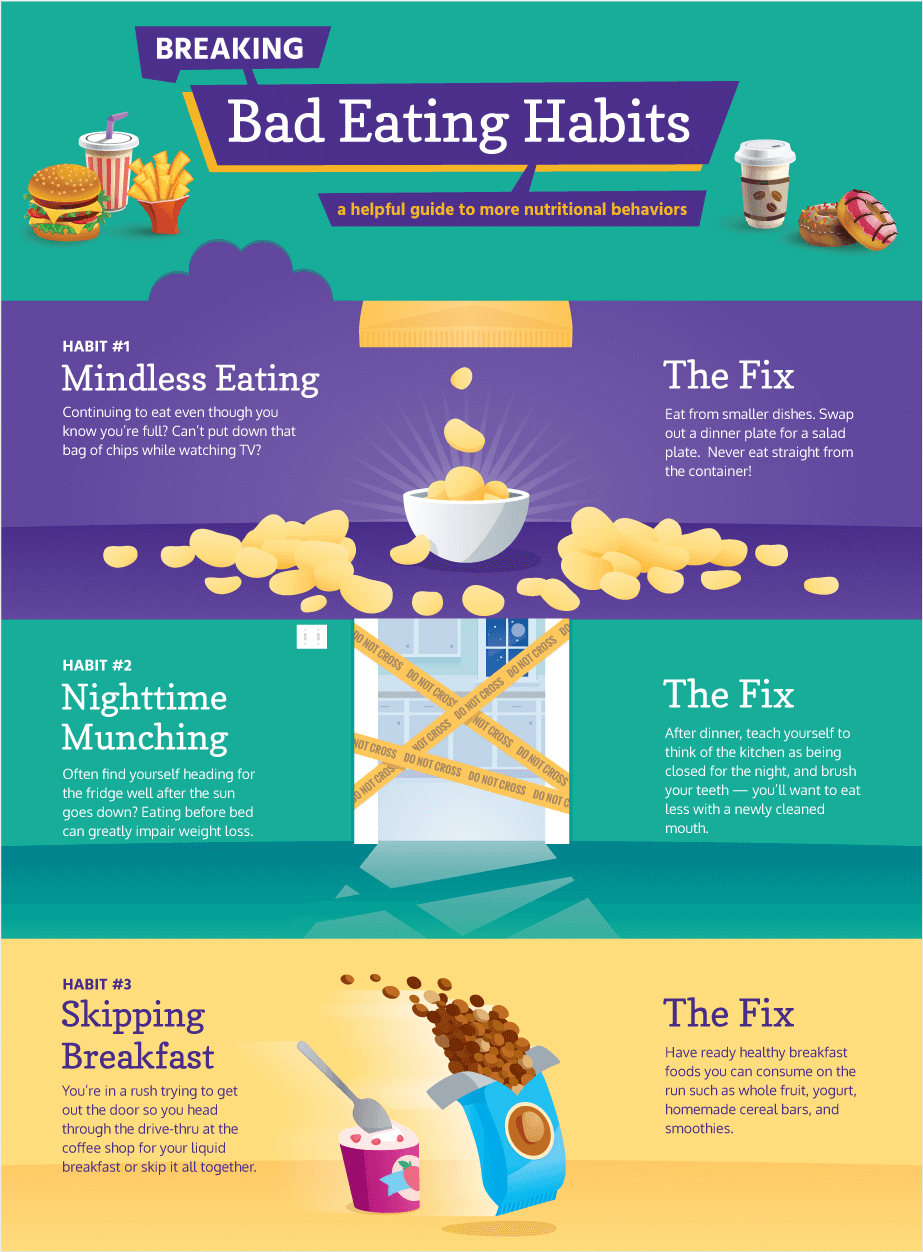 BREAKING
Bad Eating Habits
a helpful guide to more nutritional behaviors
HABIT #1
Mindless Eating
Continuing to eat even though you
know you're full? Can't put down that
bag of chips while watching TV?
The Fix
Eat from smaller dishes. Swap
out a dinner plate for a salad
plate. Never eat straight from
the container!
HABIT #2
Nighttime
Munching
Often find yourself heading for
the fridge well after the sun
goes down? Eating before bed
can greatly impair weight loss.
DO NOT CROSS DO NOT CROSS NOT CROSS DO NOT CROSS
NOT CROSS DO NOT CROSS DO NOT CROSS DO
NOT CROSS DO NOT CROSS DO NOT CROSS DO NOT C
The Fix
After dinner, teach yourself to
think of the kitchen as being
closed for the night, and brush
your teeth — you'll want to eat
less with a newly cleaned
mouth.
HABIT #3
Skipping
Breakfast
You're in a rush trying to get
out the door so you head
through the drive-thru at the
coffee shop for your liquid
breakfast or skip it all together.
The Fix
Have ready healthy breakfast
foods you can consume on the
run such as whole fruit, yogurt,
homemade cereal bars, and
smoothies.